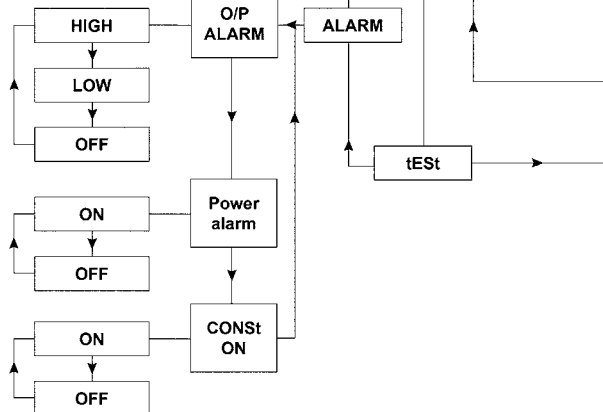 HIGH
O/P
ALARM
ALARM
LOW
OFF
tESt
ON
Power
alarm
OFF
ON
CONSt
ON
OFF